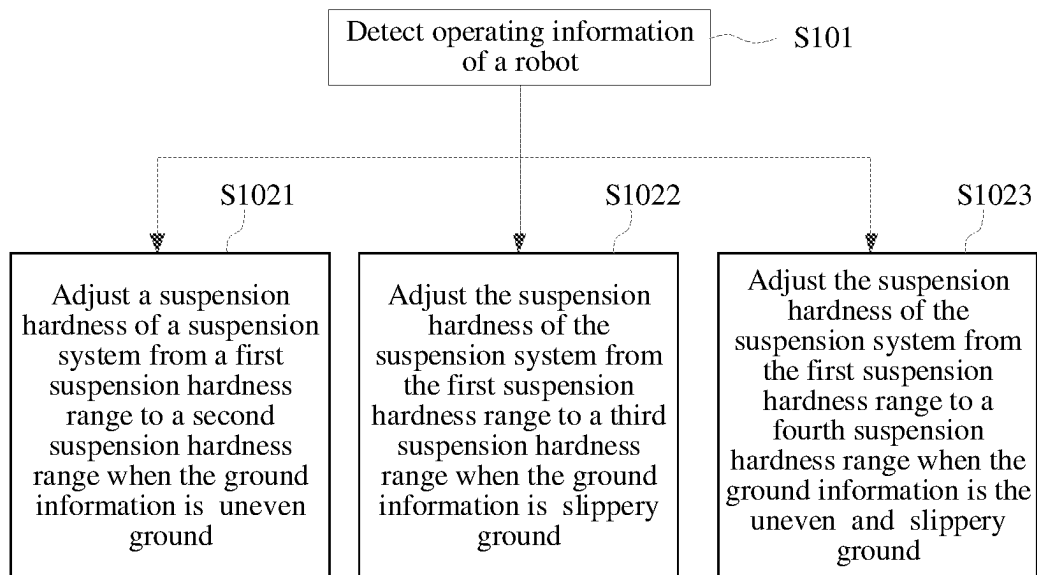 Detect operating information
of a robot
S101
S1021
S1022
S1023
Adjust a suspension
hardness of a suspension
system from a first
suspension hardness
range to a second
suspension hardness
range when the ground
information is uneven
ground
Adjust the suspension
hardness of the
suspension system from
the first suspension
hardness range to a third
suspension hardness
range when the ground
information is slippery
ground
Adjust the suspension
hardness of the
suspension system from
the first suspension
hardness range to a
fourth suspension
hardness range when the
ground information is the
uneven and slippery
ground